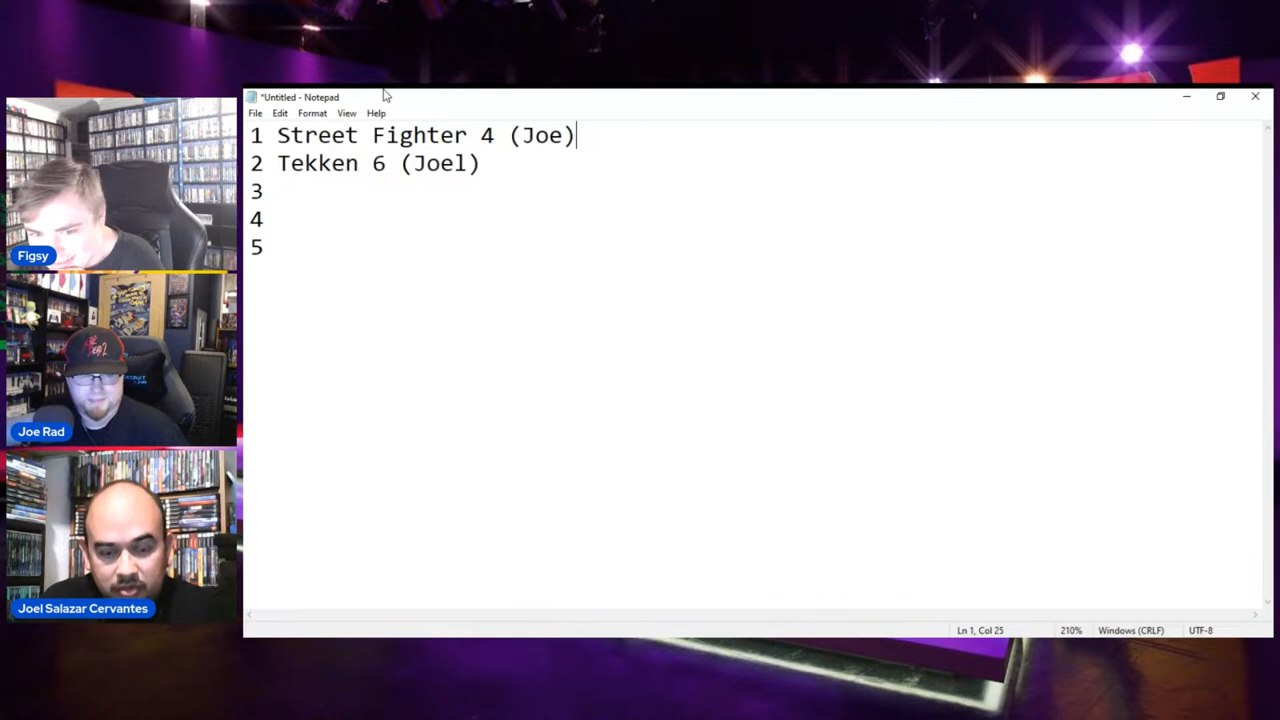 *Untitled - Notepad
File Edit Format View Help
1 Street Fighter 4 (Joe)
2 Tekken 6 (Joel)
3
4
5
Figsy
Joe Rad
Joel Salazar Cervantes
Ln 1, Col 25 210% Windows (CRLF) UTF-8